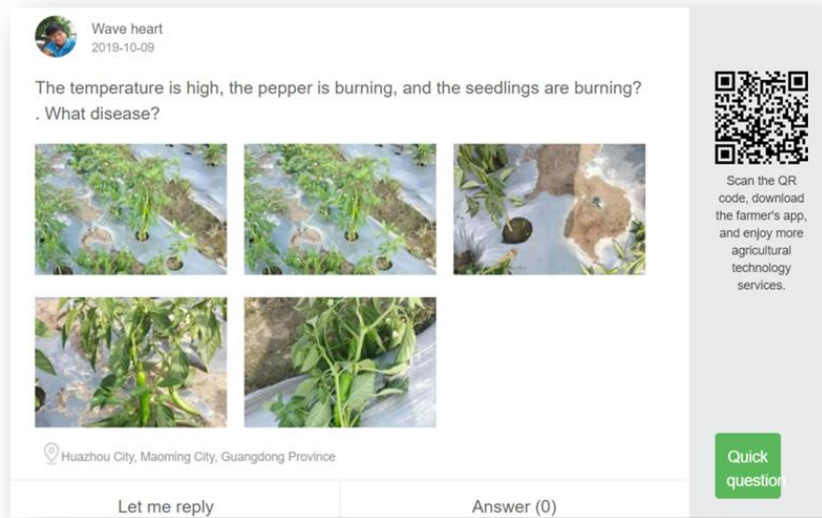 Wave heart
2019-10-09
The temperature is high, the pepper is burning, and the seedlings are burning?
. What disease?
Huazhou City, Maoming City, Guangdong Province
Let me reply
Answer (0)
Scan the QR
code, download
the farmer's app,
and enjoy more
agricultural
technology
services.
Quick
question